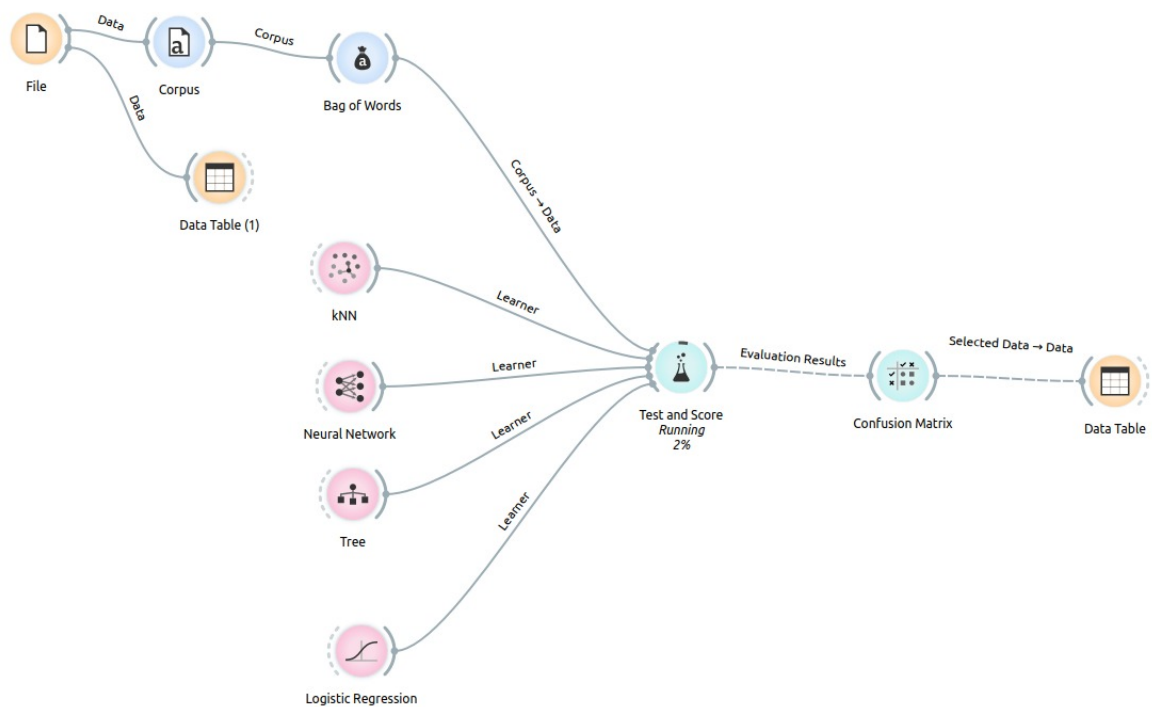 Data
Corpus
File
Corpus
Bag of Words
Data
Data Table (1)
Corpus → Data
kNN
Learner
Neural Network
Learner
Tree
Learner
Logistic Regression
Learner
Test and Score
Running
2%
Evaluation Results
Confusion Matrix
Selected Data → Data
Data Table